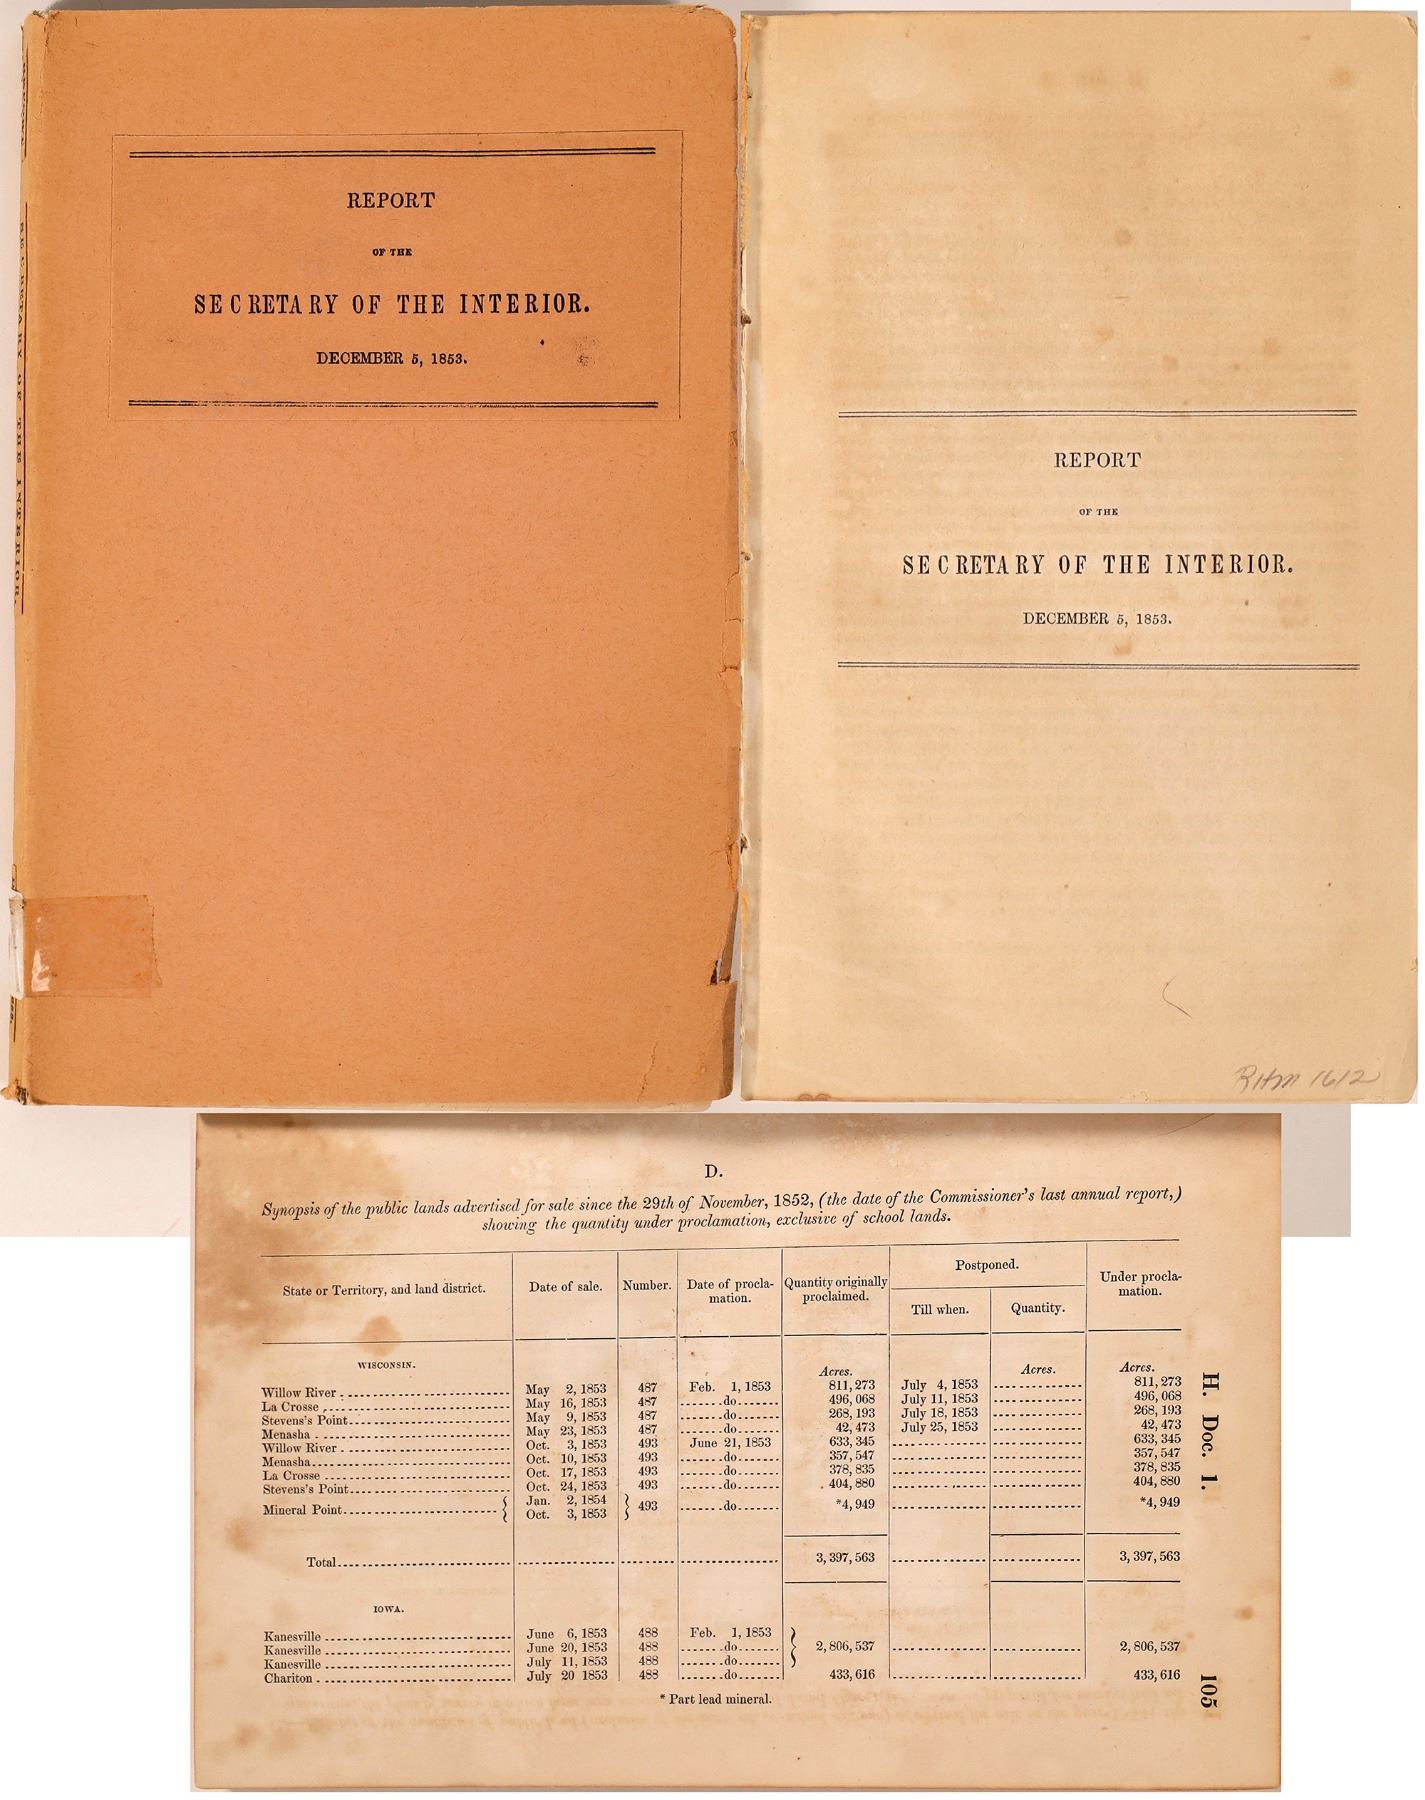 REPORT
OF THE
SECRETARY OF THE INTERIOR.
DECEMBER 5, 1853.
SECRETARY OF THE INTERIOR.
REPORT
OF THE
SECRETARY OF THE INTERIOR.
DECEMBER 5, 1853.
RHM 1612
D.
Synopsis of the public lands advertised for sale since the 29th of November, 1852, (the date of the Commissioner's last annual report,)
showing the quantity under proclamation, exclusive of school lands.
State or Territory, and land district. Date of sale. Number. Date of procla-mation. Quantity originally proclaimed. Postponed. Till when. Quantity. Under procla-mation.
WISCONSIN. Acres. Acres. Acres.
Willow River May 2, 1853 487 Feb. 1, 1853 811,273 July 4, 1853 811,273
La Crosse May 16, 1853 487 do 496,068 July 11, 1853 496,068
Stevens's Point May 9, 1853 487 do 268,193 July 18, 1853 268,193
Menasha May 23, 1853 487 do 42,473 July 25, 1853 42,473
Willow River Oct. 3, 1853 493 June 21, 1853 633,345 633,345
Menasha Oct. 10, 1853 493 do 357,547 357,547
La Crosse Oct. 17, 1853 493 do 378,835 378,835
Stevens's Point Oct. 24, 1853 493 do 404,880 404,880
Mineral Point { Jan. 2, 1854 Oct. 3, 1853 } 493 do *4,949 *4,949
Total 3,397,563 3,397,563
IOWA.
Kanesville June 6, 1853 488 Feb. 1, 1853
Kanesville June 20, 1853 488 do } 2,806,537 2,806,537
Kanesville July 11, 1853 488 do
Chariton July 20 1853 488 do 433,616 433,616
* Part lead mineral.
H. Doc. 1.
105